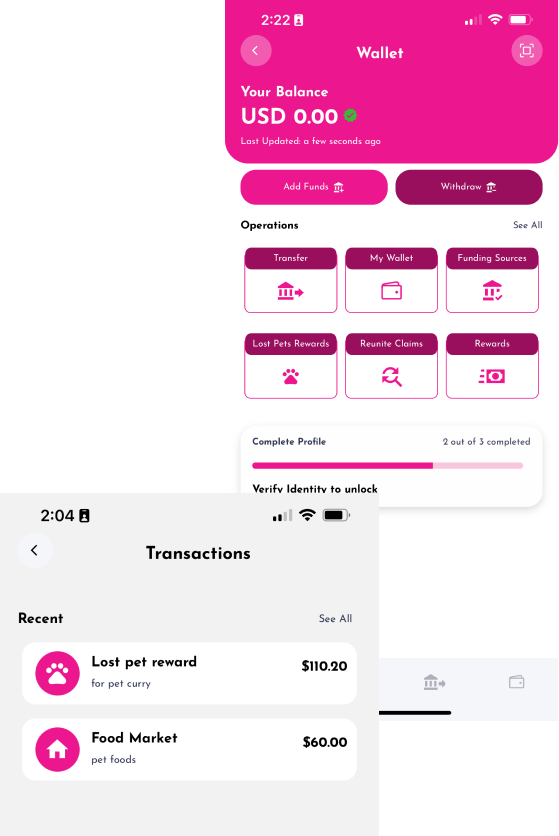 2:22
Wallet
Your Balance
USD 0.00
Last Updated: a few seconds ago
Add Funds
Withdraw
Operations
See All
Transfer
My Wallet
Funding Sources
Lost Pets Rewards
Reunite Claims
Rewards
Complete Profile
2 out of 3 completed
Verify Identity to unlock
2:04
Transactions
Recent
See All
Lost pet reward
$110.20
for pet curry
Food Market
$60.00
pet foods